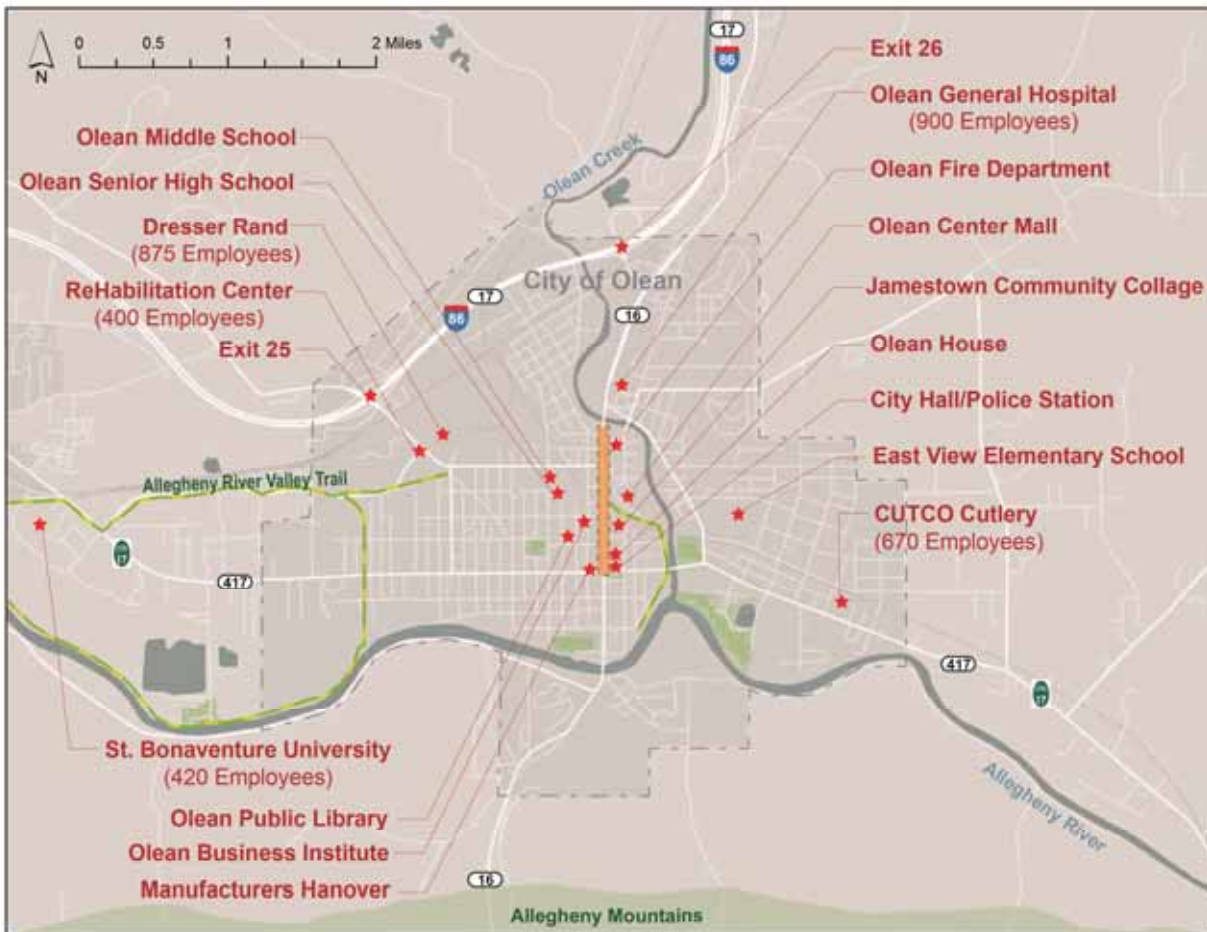 0 0.5 1 2 Miles
N
17
86
Exit 26
Olean General Hospital
(900 Employees)
Olean Fire Department
Olean Center Mall
Jamestown Community Collage
Olean House
City Hall/Police Station
East View Elementary School
CUTCO Cutlery
(670 Employees)
Olean Middle School
Olean Senior High School
Dresser Rand
(875 Employees)
ReHabilitation Center
(400 Employees)
Exit 25
Olean Creek
City of Olean
17
86
16
Allegheny River Valley Trail
17
417
417
17
St. Bonaventure University
(420 Employees)
Olean Public Library
Olean Business Institute
Manufacturers Hanover
16
Allegheny River
Allegheny Mountains